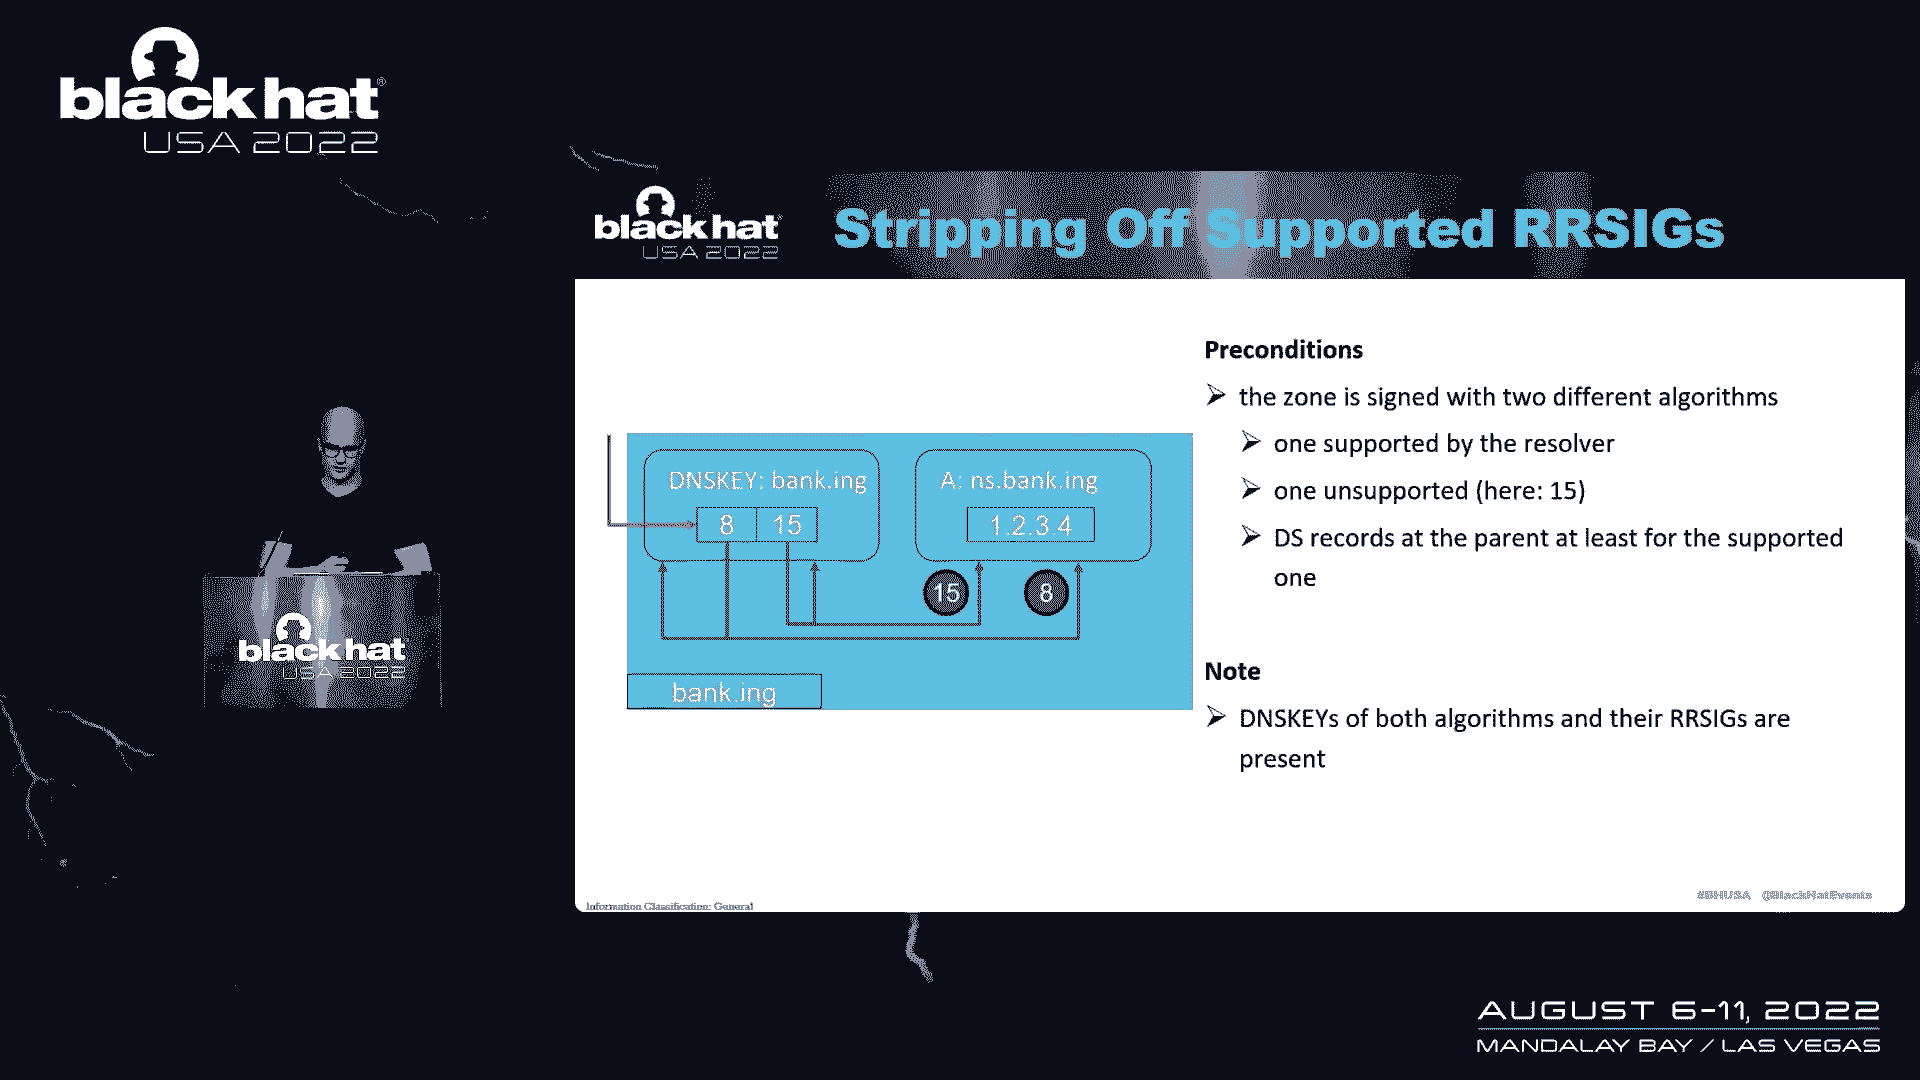 black hat®
USA 2022
black hat
USA 2022
Stripping Off Supported RRSIGs
Preconditions
the zone is signed with two different algorithms
one supported by the resolver
one unsupported (here: 15)
DS records at the parent at least for the supported
one
Note
DNSKEYs of both algorithms and their RRSIGs are
present
DNSKEY: bank.ing
8 15
A: ns.bank.ing
1.2.3.4
15
8
bank.ing
black hat
USA 2022
Information Classification: General
#BHUSA @BlackHatEvents
AUGUST 6-11, 2022
MANDALAY BAY / LAS VEGAS